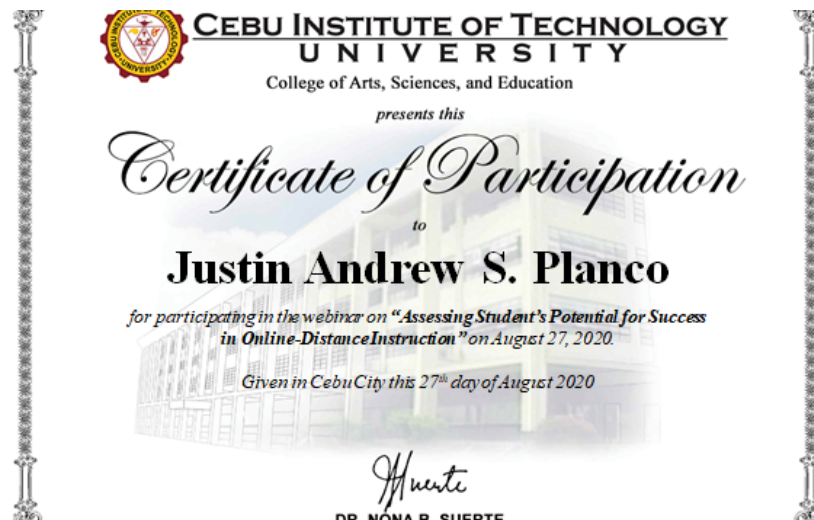 CEBU INSTITUTE OF TECHNOLOGY
UNIVERSITY
College of Arts, Sciences, and Education
presents this
Certificate of Participation
to
Justin Andrew S. Planco
for participating in the webinar on “Assessing Student’s Potential for Success
in Online-Distance Instruction” on August 27, 2020.
Given in Cebu City this 27th day of August 2020
DR. NONA R. SUERTE